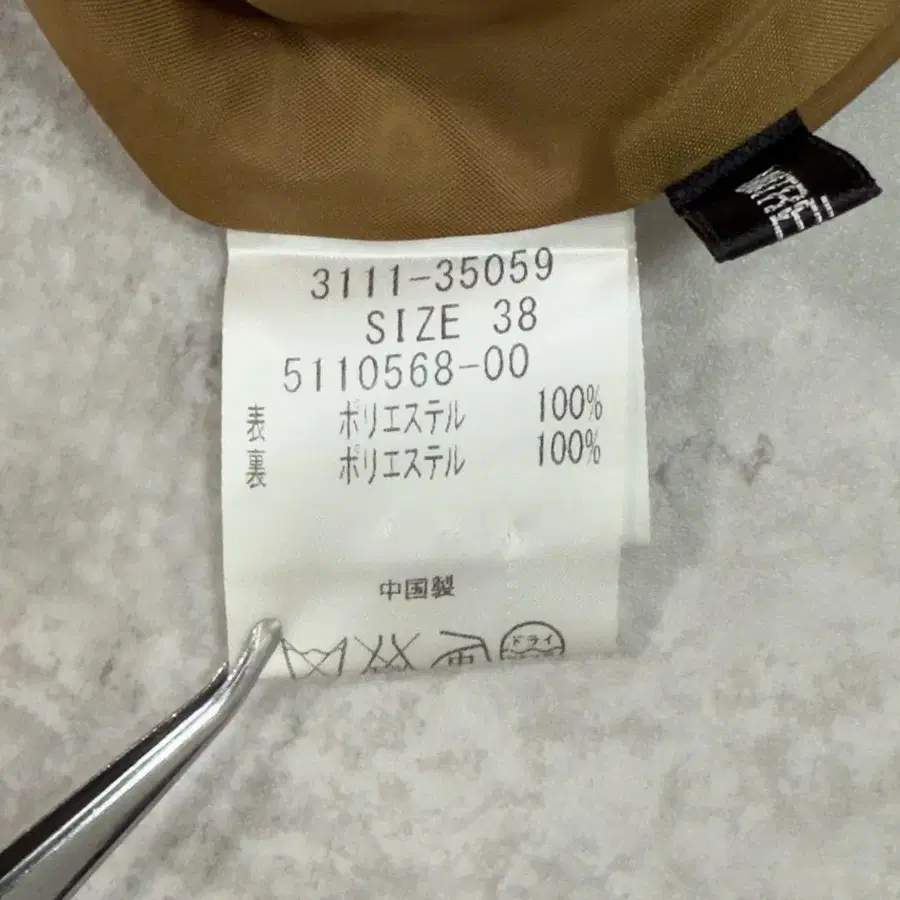 3111-35059
SIZE 38
5110568-00
表 ポリエステル 100%
裏 ポリエステル 100%
中国製
中
ドライ